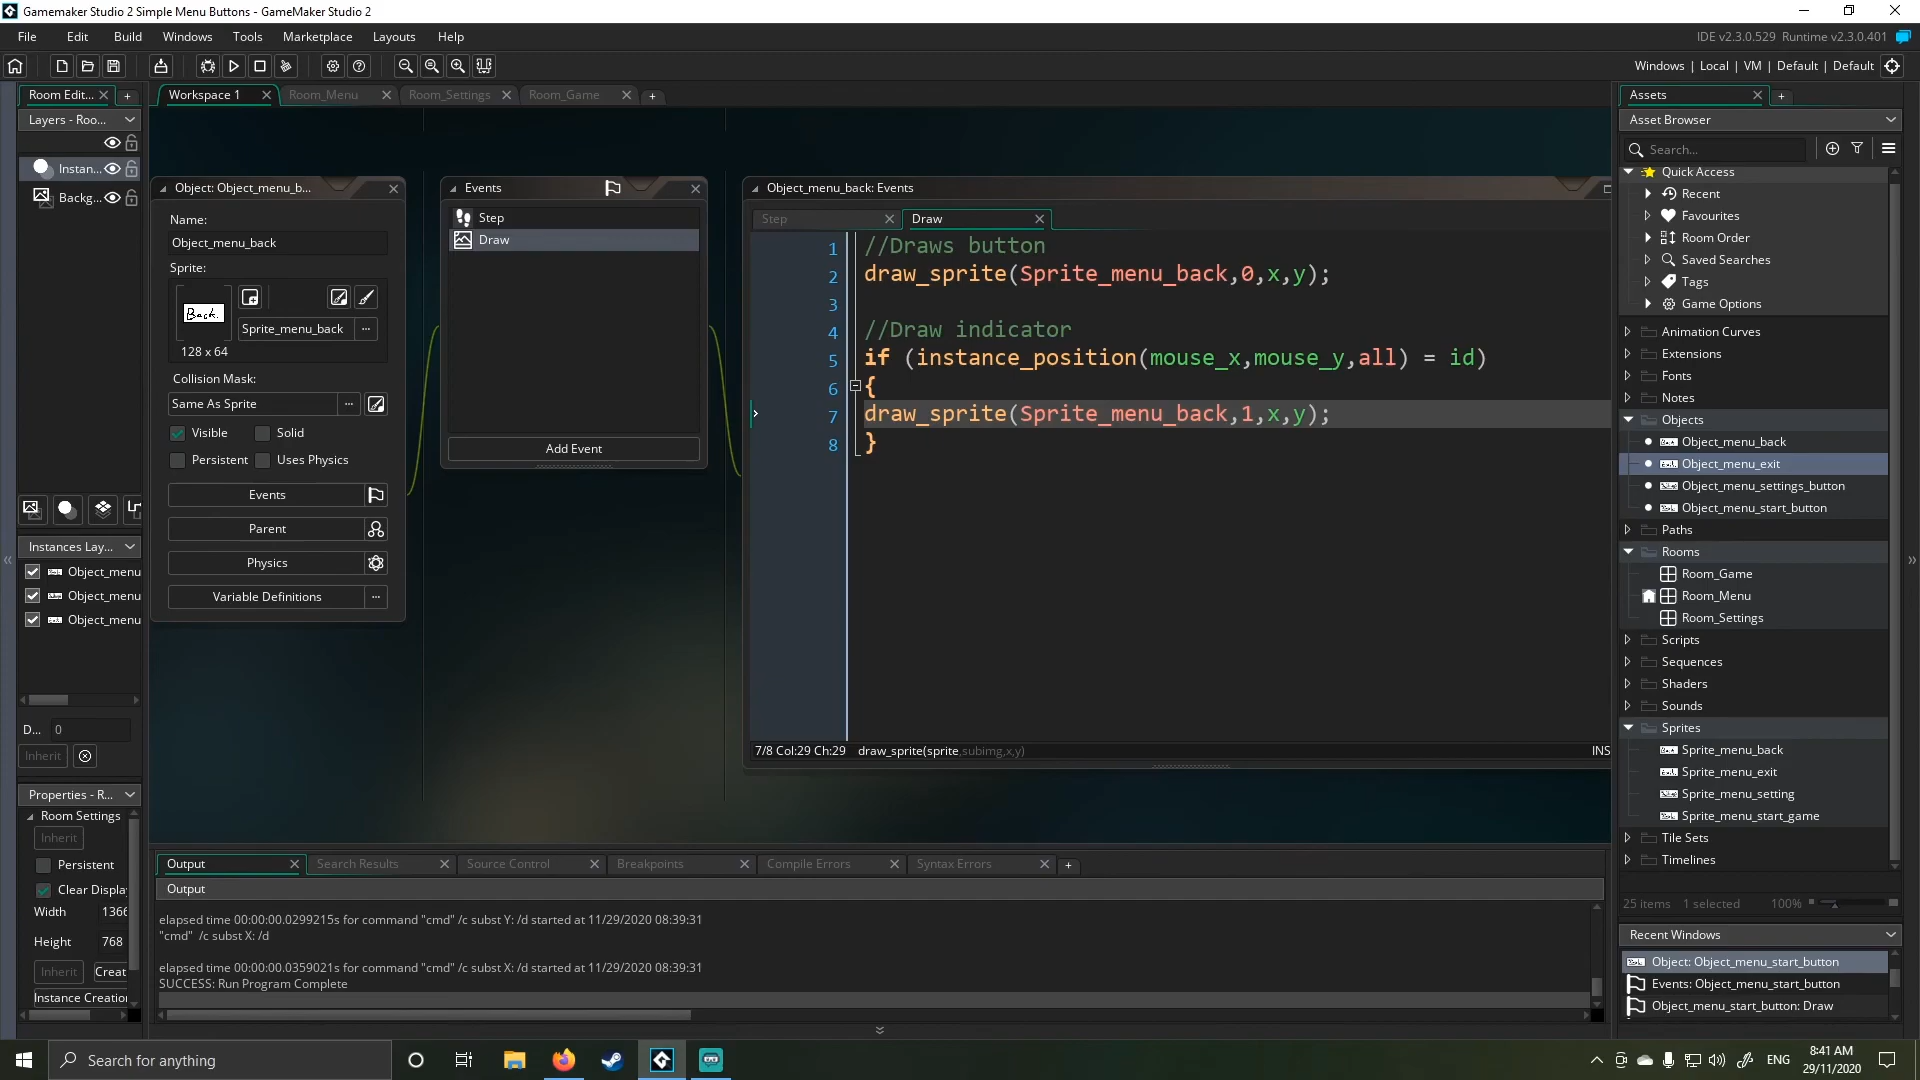 Gamemaker Studio 2 Simple Menu Buttons - GameMaker Studio 2
File Edit Build Windows Tools Marketplace Layouts Help
IDE v2.3.0.529 Runtime v2.3.0.401
Windows | Local | VM | Default | Default
Room Edit...
Layers - Roo...
Instan...
Backg...
Instances Lay...
Object_menu
Object_menu
Object_menu
D... 0
Inherit
Properties - R...
Room Settings
Inherit
Persistent
Clear Display
Width 1366
Height 768
Inherit Creat
Instance Creation
Workspace 1 Room_Menu Room_Settings Room_Game
Object: Object_menu_b...
Name:
Object_menu_back
Sprite:
Back.
Sprite_menu_back
128 x 64
Collision Mask:
Same As Sprite
Visible Solid
Persistent Uses Physics
Events
Parent
Physics
Variable Definitions
Events
Step
Draw
Add Event
Object_menu_back: Events
Step Draw
1 //Draws button
2 draw_sprite(Sprite_menu_back,0,x,y);
3
4 //Draw indicator
5 if (instance_position(mouse_x,mouse_y,all) = id)
6 {
7 draw_sprite(Sprite_menu_back,1,x,y);
8 }
7/8 Col:29 Ch:29 draw_sprite(sprite,subimg,x,y) INS
Output Search Results Source Control Breakpoints Compile Errors Syntax Errors
Output
elapsed time 00:00:00.0299215s for command "cmd" /c subst Y: /d started at 11/29/2020 08:39:31
"cmd" /c subst X: /d
elapsed time 00:00:00.0359021s for command "cmd" /c subst X: /d started at 11/29/2020 08:39:31
SUCCESS: Run Program Complete
Assets
Asset Browser
Search...
Quick Access
Recent
Favourites
Room Order
Saved Searches
Tags
Game Options
Animation Curves
Extensions
Fonts
Notes
Objects
Object_menu_back
Object_menu_exit
Object_menu_settings_button
Object_menu_start_button
Paths
Rooms
Room_Game
Room_Menu
Room_Settings
Scripts
Sequences
Shaders
Sounds
Sprites
Sprite_menu_back
Sprite_menu_exit
Sprite_menu_setting
Sprite_menu_start_game
Tile Sets
Timelines
25 items 1 selected 100%
Recent Windows
Object: Object_menu_start_button
Events: Object_menu_start_button
Object_menu_start_button: Draw
Search for anything
ENG
8:41 AM
29/11/2020